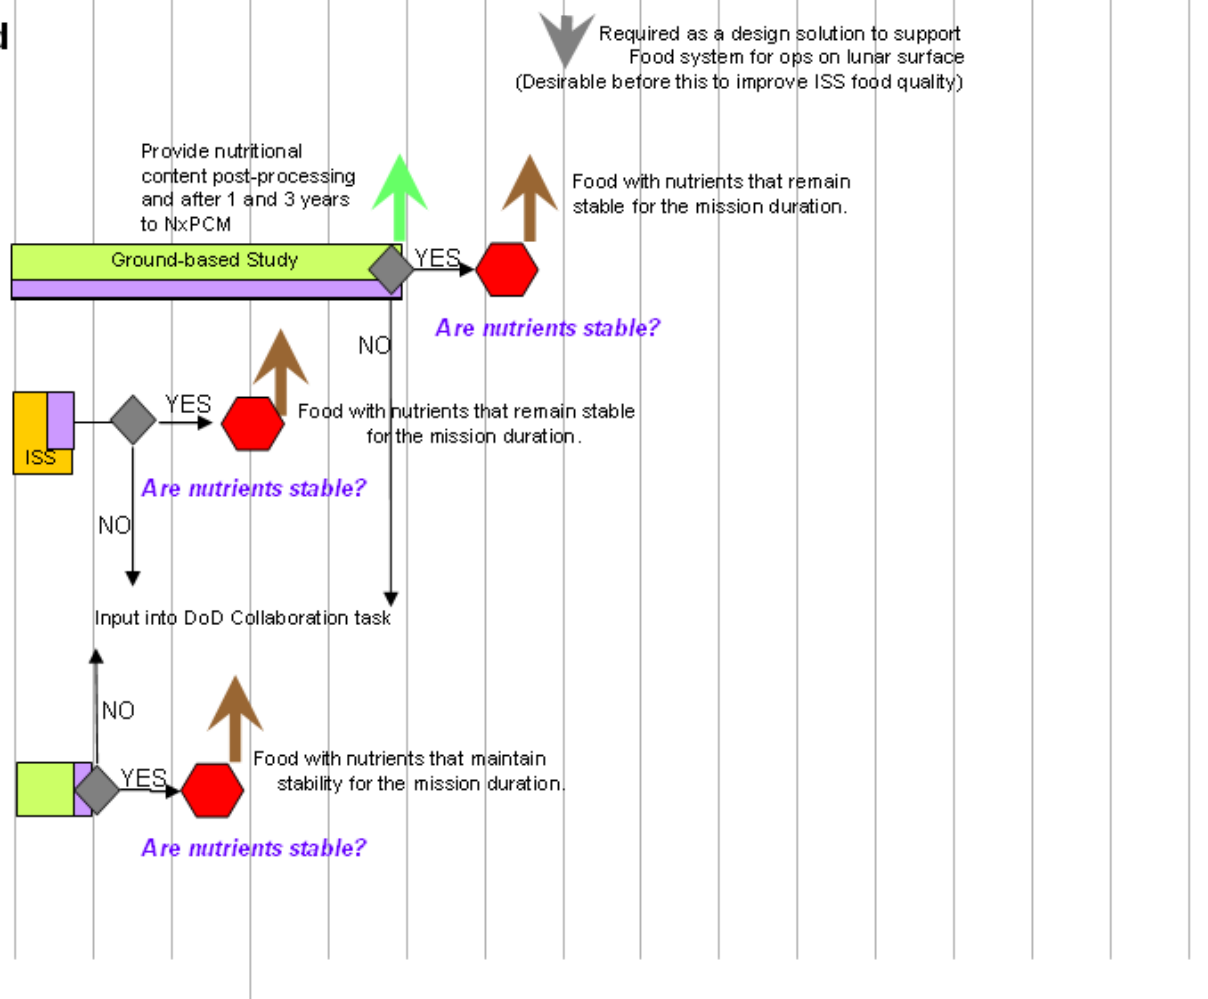 d
Required as a design solution to support
Food system for ops on lunar surface
(Desirable before this to improve ISS food quality)
Provide nutritional
content post-processing
and after 1 and 3 years
to NxPCM
Food with nutrients that remain
stable for the mission duration.
Ground-based Study
YES
Are nutrients stable?
NO
YES
Food with nutrients that remain stable
for the mission duration.
ISS
Are nutrients stable?
NO
Input into DoD Collaboration task
NO
Food with nutrients that maintain
stability for the mission duration.
YES
Are nutrients stable?